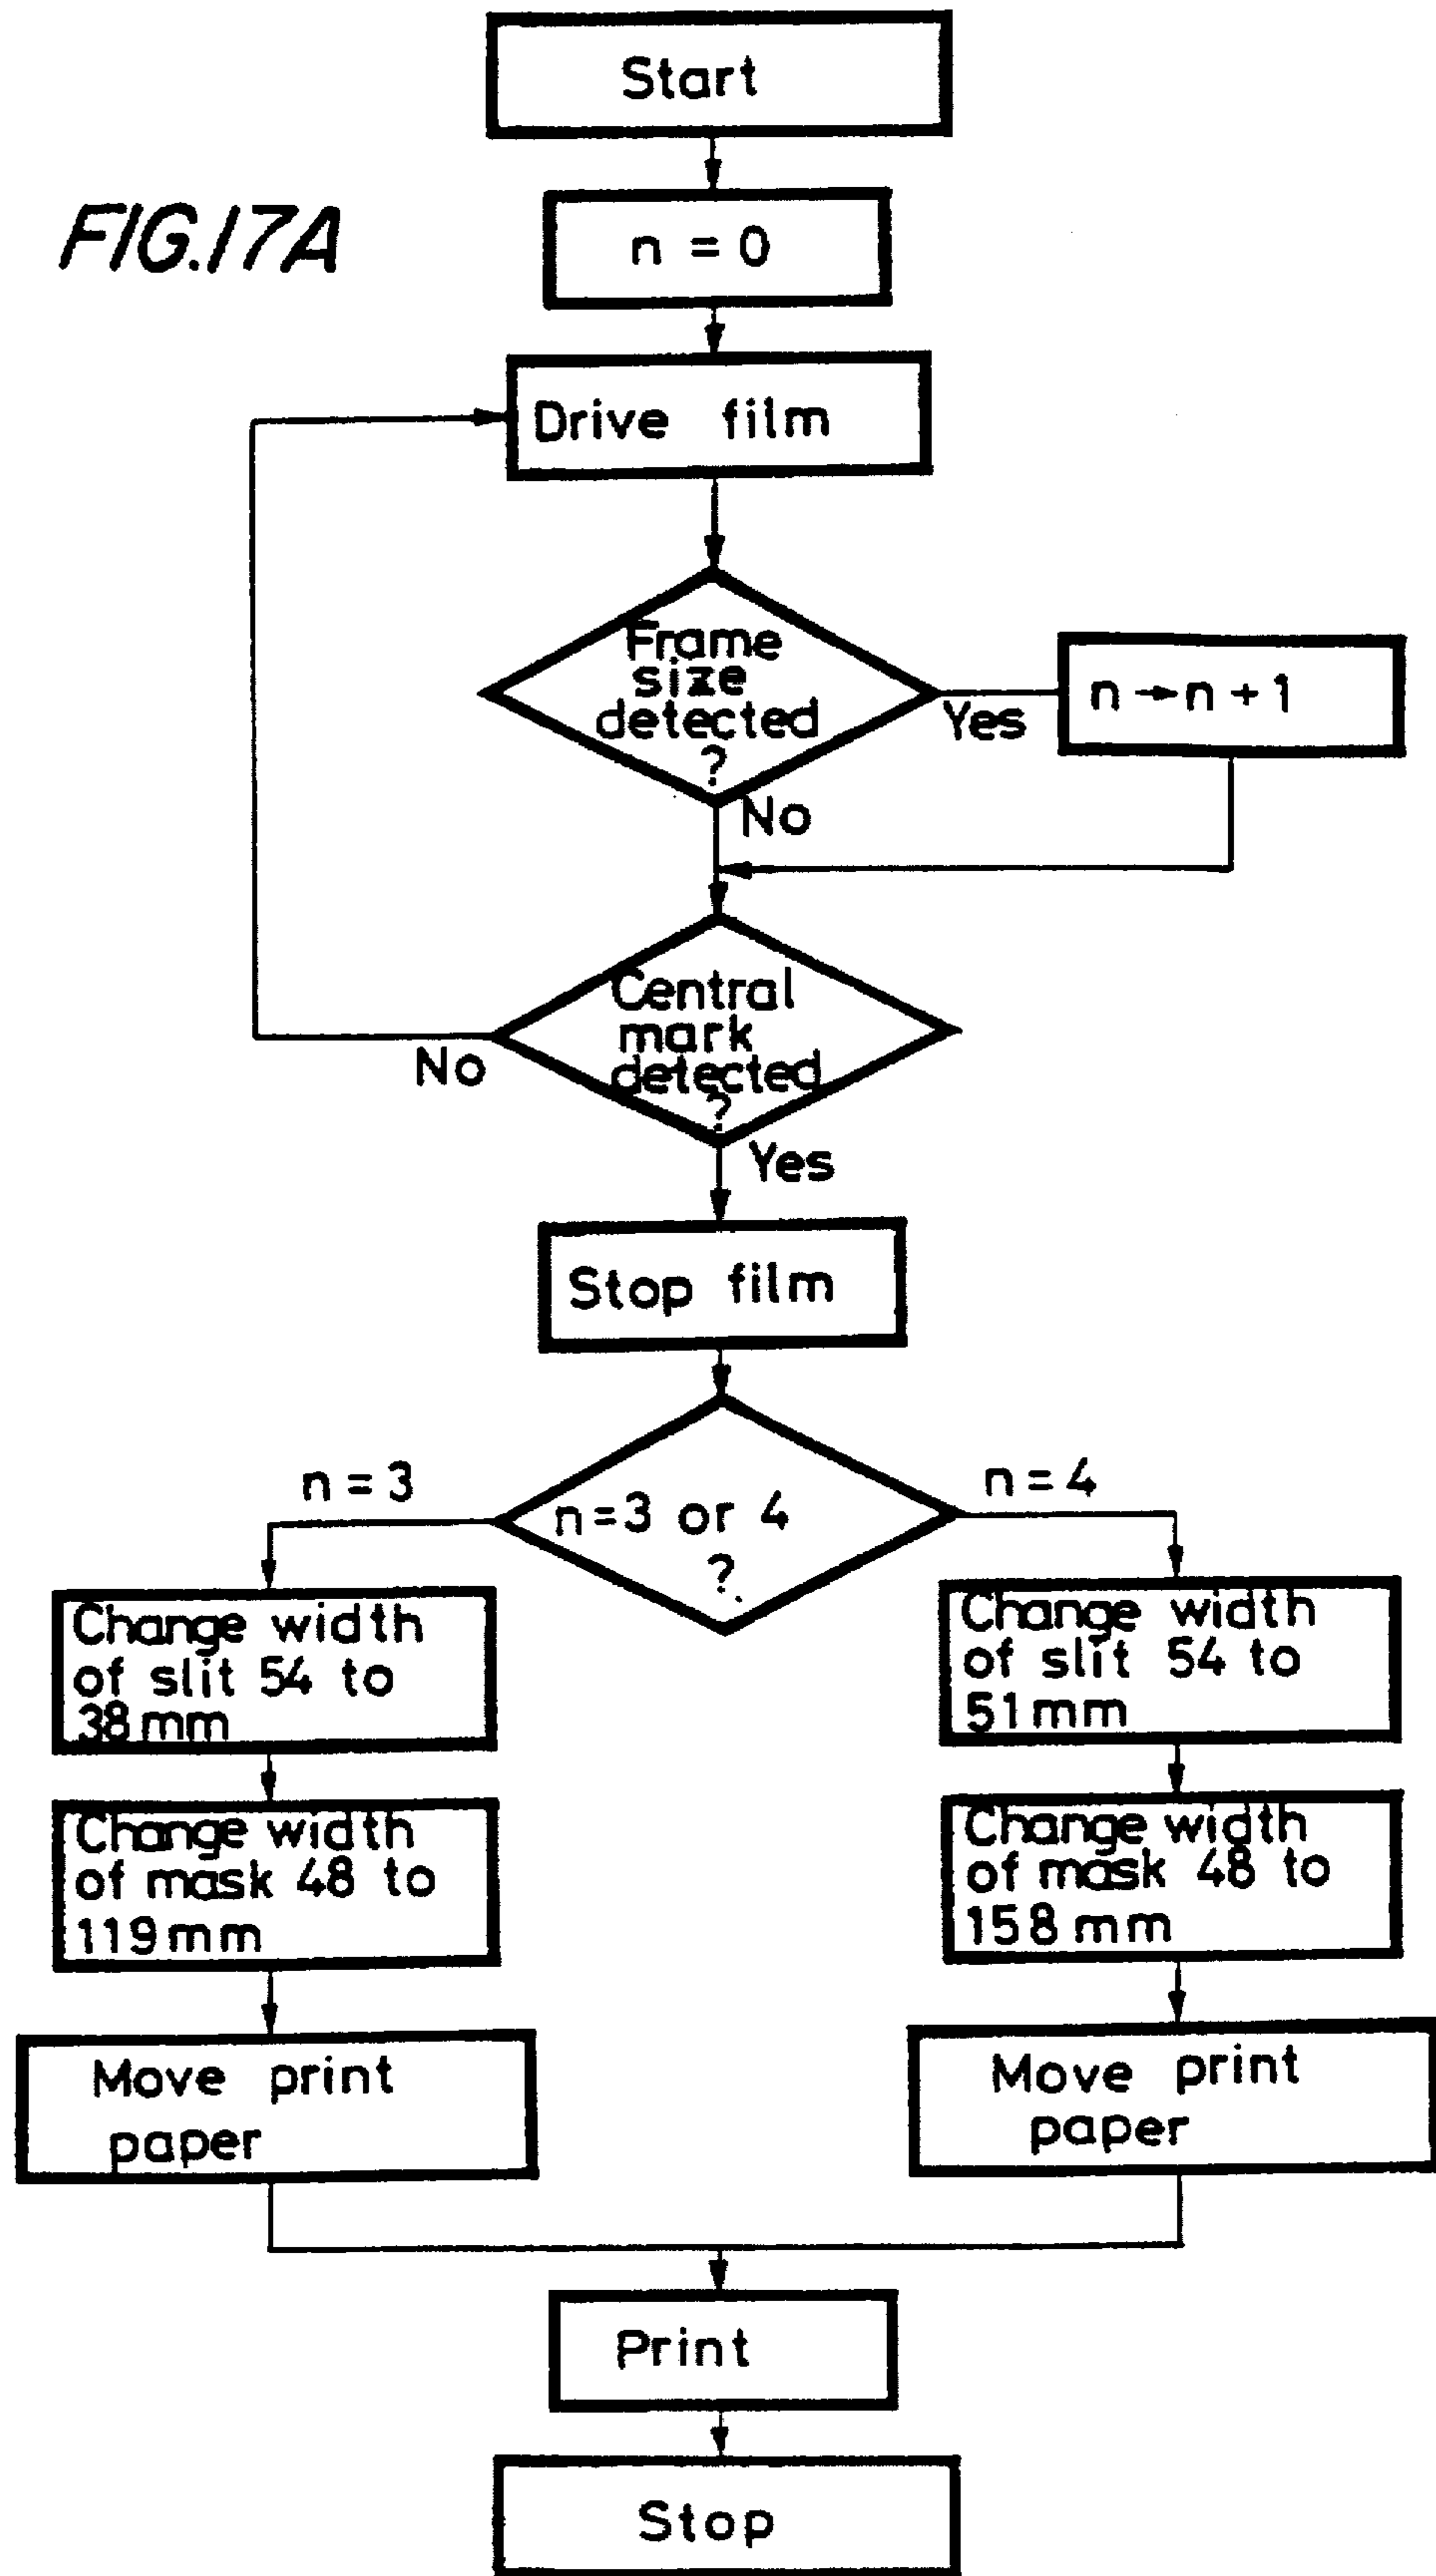 Start
FIG.17A
n = 0
Drive film
Frame
size
detected
?
Yes
n → n + 1
No
Central
mark
detected
?
No
Yes
Stop film
n = 3 or 4
?
n = 3
n = 4
Change width
of slit 54 to
38 mm
Change width
of slit 54 to
51 mm
Change width
of mask 48 to
119 mm
Change width
of mask 48 to
158 mm
Move print
paper
Move print
paper
Print
Stop